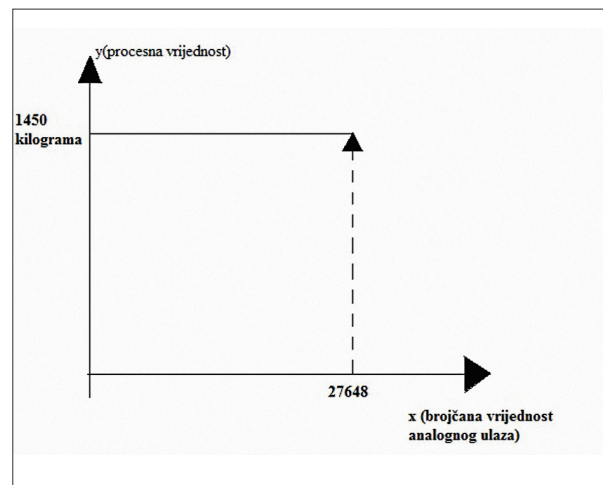 y(procesna vrijednost)
1450
kilograma
27648
x (brojčana vrijednost
analognog ulaza)